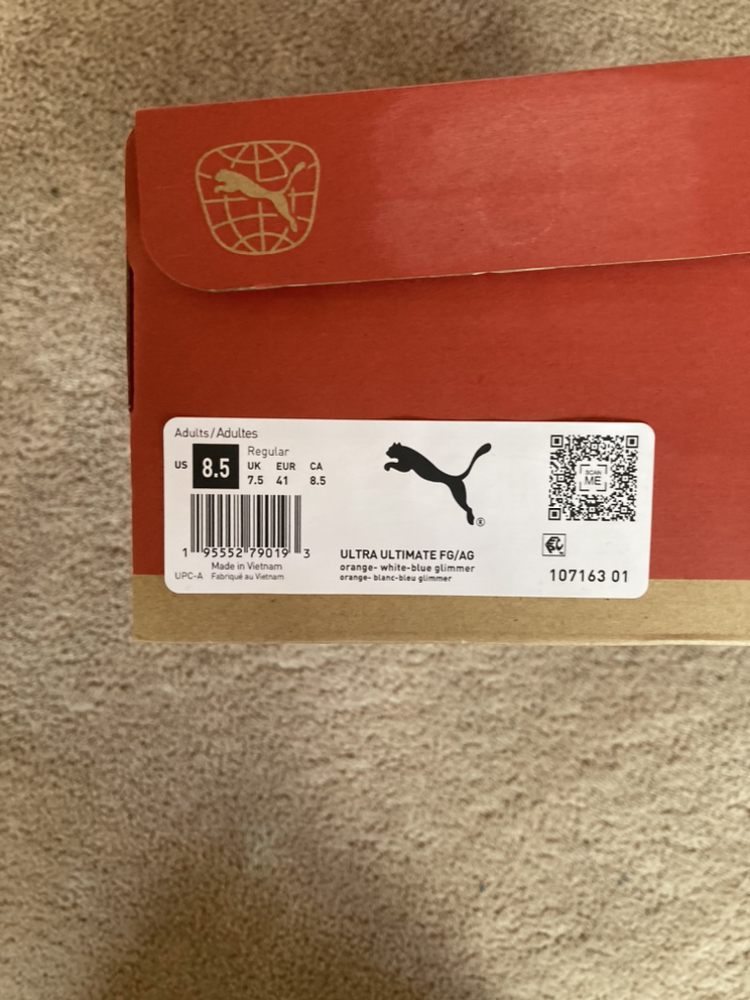 Adults/Adultes
Regular
US 8.5 UK EUR CA
7.5 41 8.5
1 95552 79019 3
Made in Vietnam
UPC-A Fabriqué au Vietnam
®
ULTRA ULTIMATE FG/AG
orange- white-blue glimmer
orange- blanc-bleu glimmer
SCAN
ME
107163 01